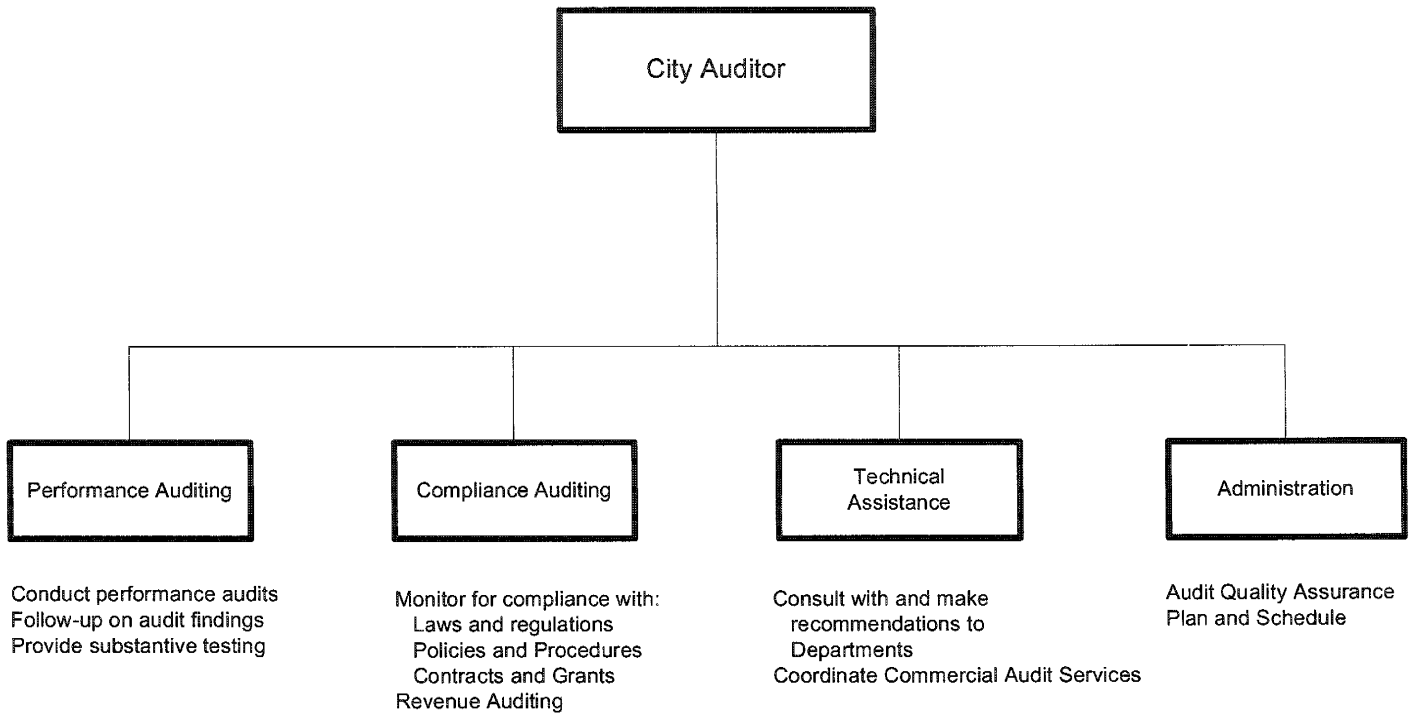 City Auditor
Performance Auditing
Compliance Auditing
Technical
Assistance
Administration
Conduct performance audits
Follow-up on audit findings
Provide substantive testing
Monitor for compliance with:
Laws and regulations
Policies and Procedures
Contracts and Grants
Revenue Auditing
Consult with and make
recommendations to
Departments
Coordinate Commercial Audit Services
Audit Quality Assurance
Plan and Schedule